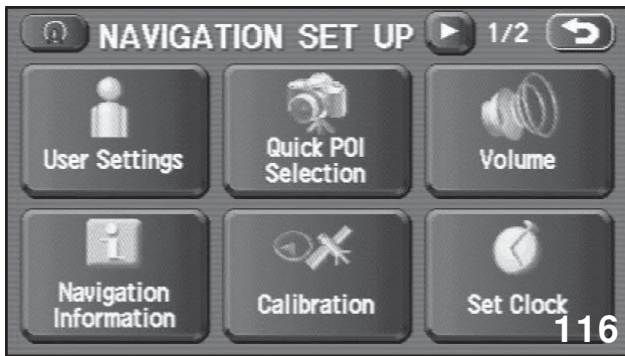 NAVIGATION SET UP 1/2
User Settings
Quick POI
Selection
Volume
Navigation
Information
Calibration
Set Clock
116